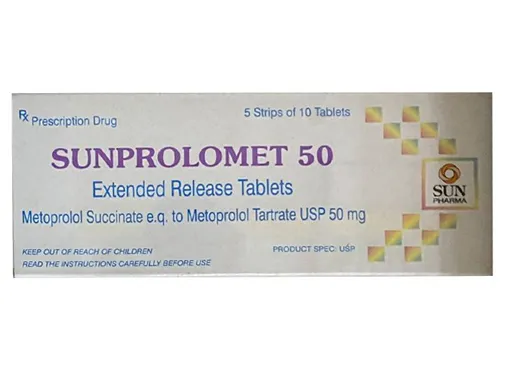 Rx Prescription Drug
5 Strips of 10 Tablets
SUNPROLOMET 50
Extended Release Tablets
Metoprolol Succinate e.q. to Metoprolol Tartrate USP 50 mg
SUN
PHARMA
KEEP OUT OF REACH OF CHILDREN
PRODUCT SPEC: USP
READ THE INSTRUCTIONS CAREFULLY BEFORE USE